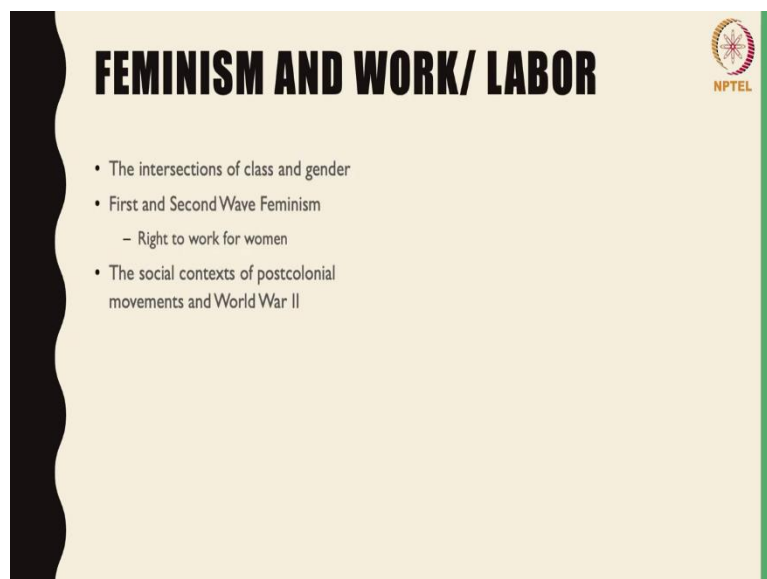 FEMINISM AND WORK/ LABOR
NPTEL
• The intersections of class and gender
• First and Second Wave Feminism
– Right to work for women
• The social contexts of postcolonial
movements and World War II